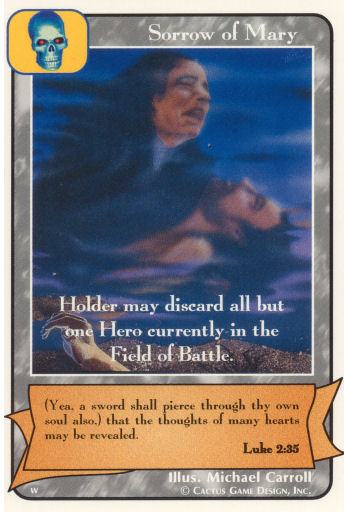 Sorrow of Mary
Holder may discard all but
one Hero currently in the
Field of Battle.
(Yea, a sword shall pierce through thy own
soul also,) that the thoughts of many hearts
may be revealed.
Luke 2:35
Illus. Michael Carroll
W
© CACTUS GAME DESIGN, INC.